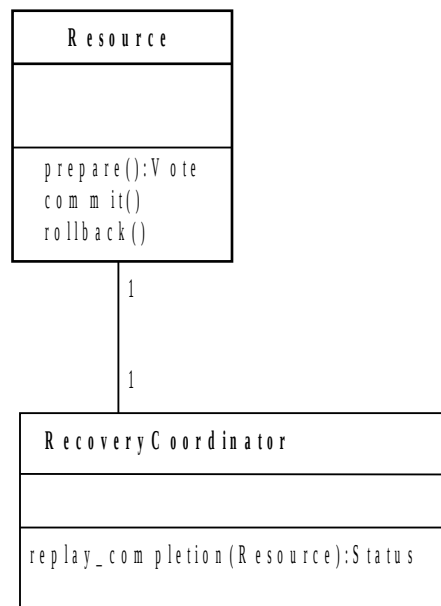 Resource
prepare():Vote
commit()
rollback()
1
1
RecoveryCoordinator
replay_completion(Resource):Status